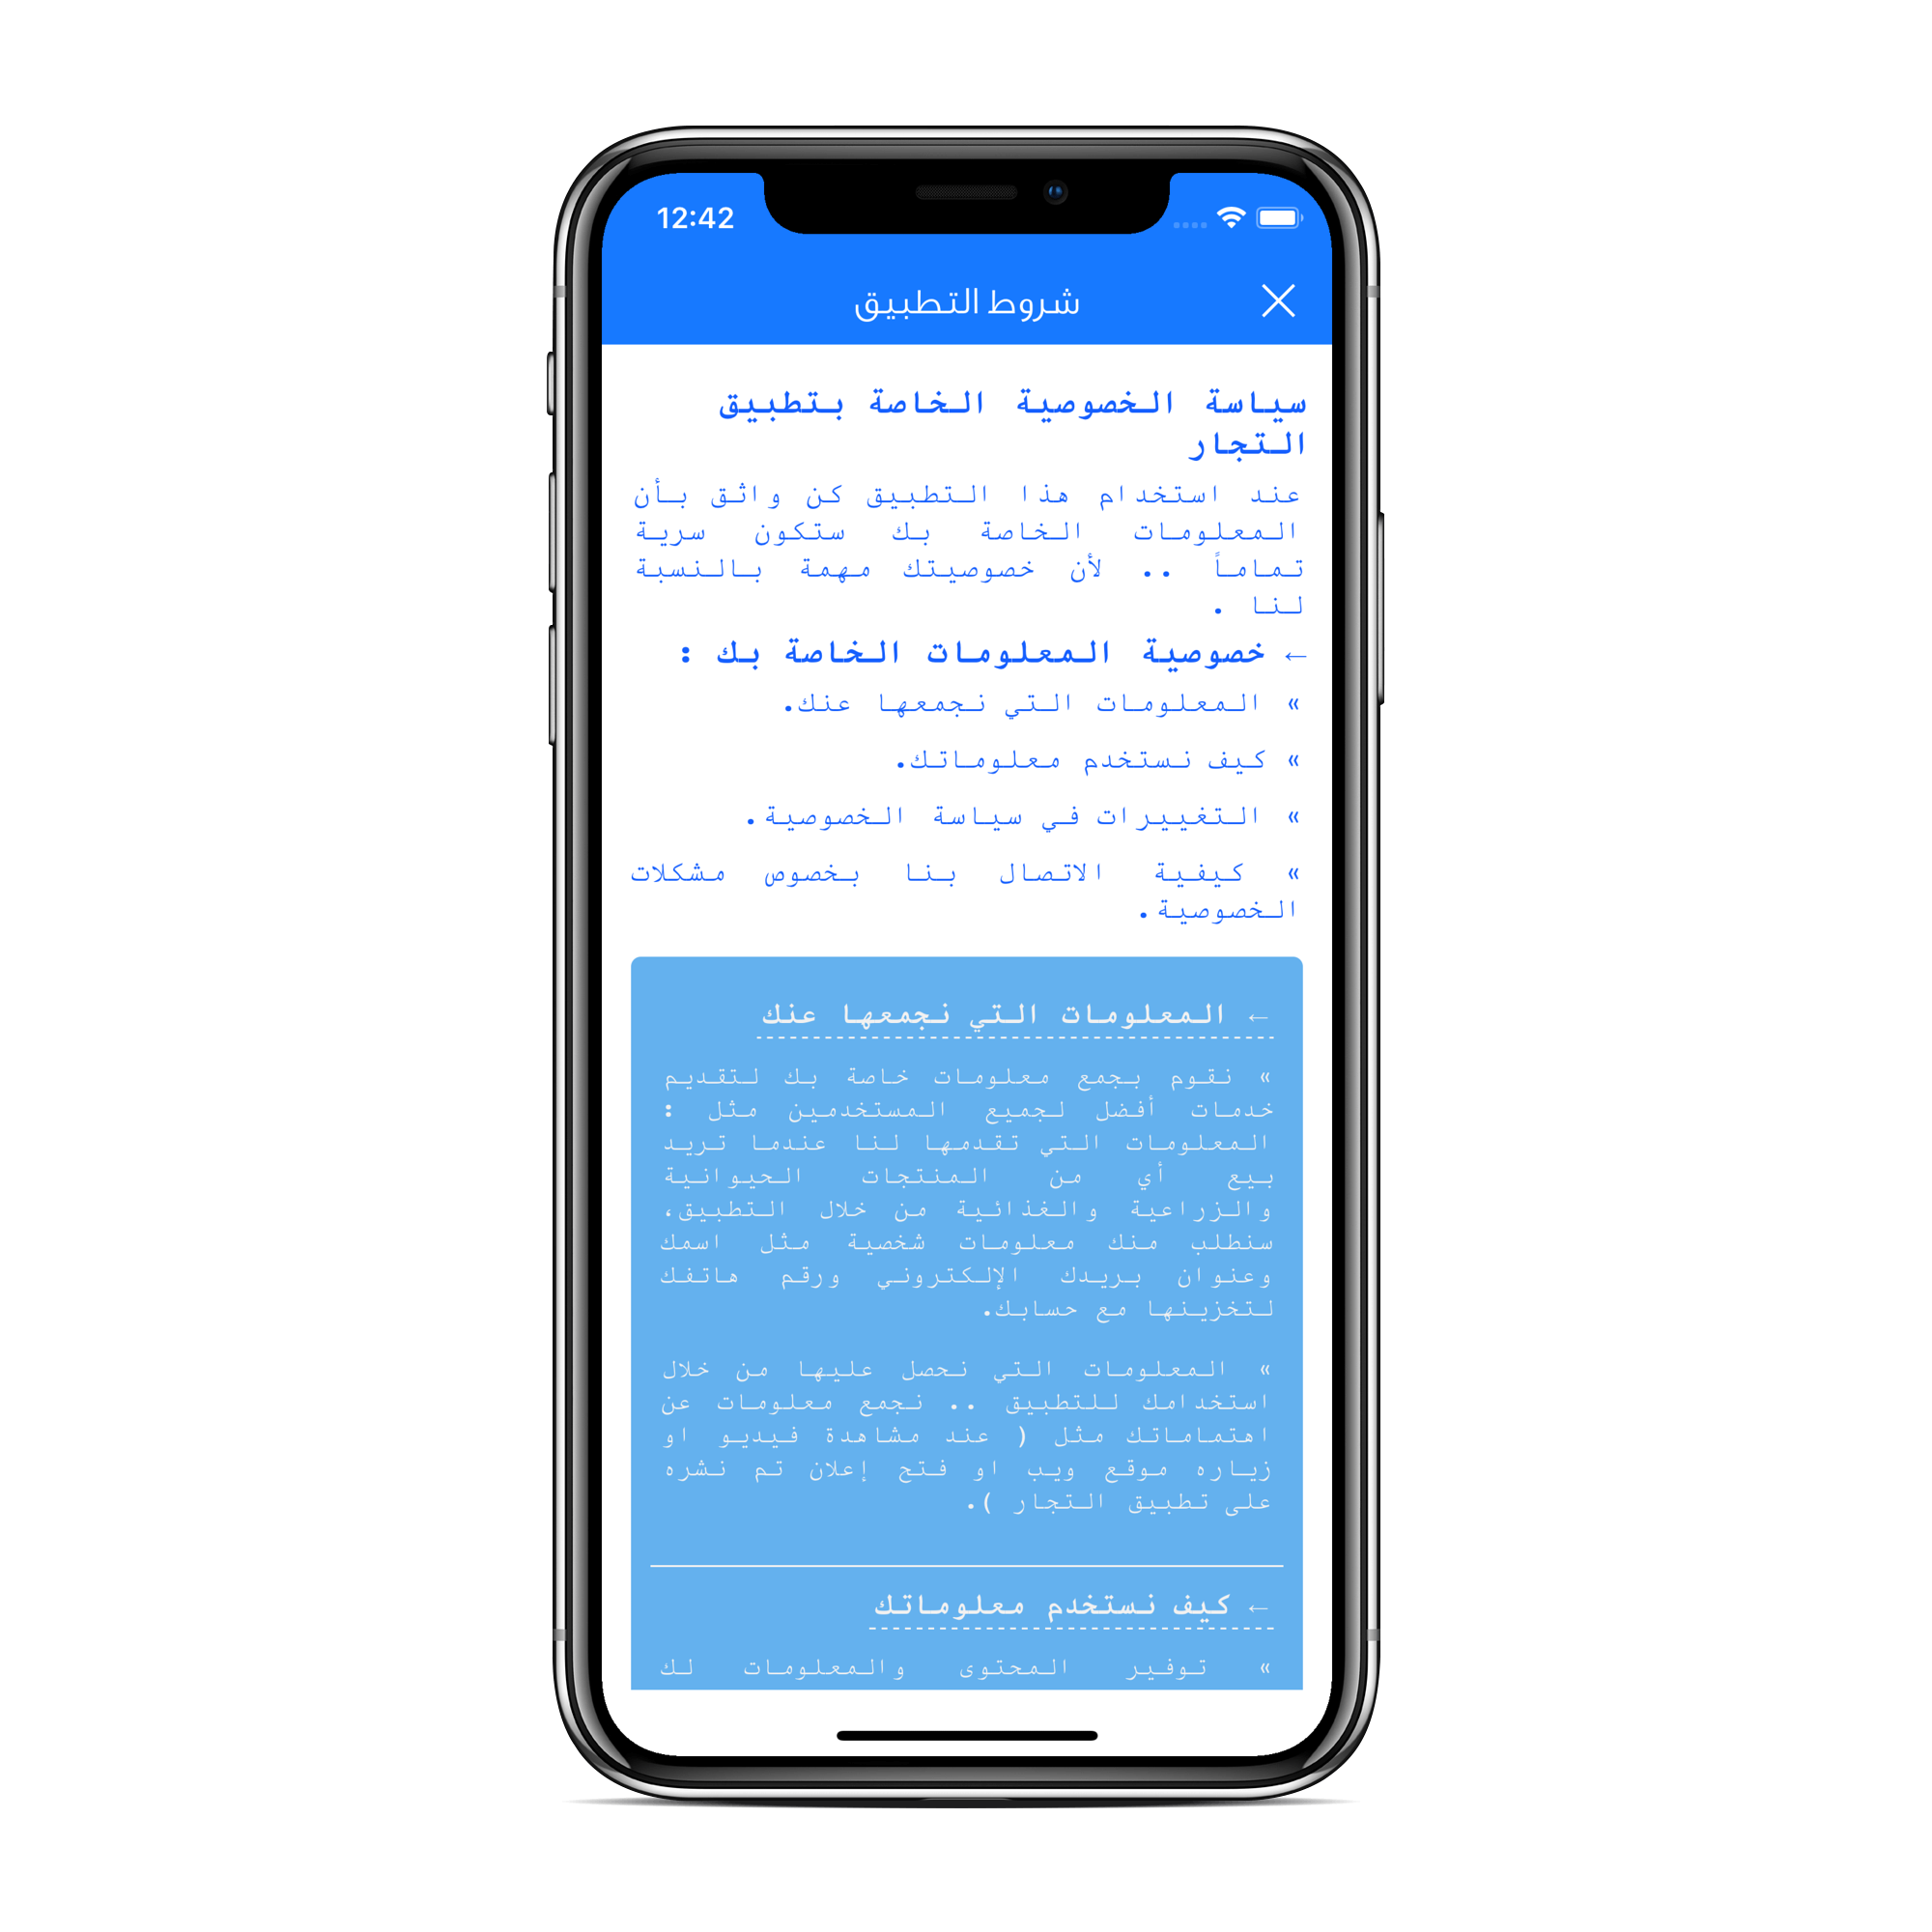 12:42
شروط التطبيق
سياسة الخصوصية الخاصة بتطبيق
التجار
عند استخدام هذا التطبيق كن واثق بأن
المعلومات الخاصة بك ستكون سرية
تماماً .. لأن خصوصيتك مهمة بالنسبة
لنا .
← خصوصية المعلومات الخاصة بك :
» المعلومات التي نجمعها عنك.
» كيف نستخدم معلوماتك.
» التغييرات في سياسة الخصوصية.
» كيفية الاتصال بنا بخصوص مشكلات
الخصوصية.
← المعلومات التي نجمعها عنك
» نقوم بجمع معلومات خاصة بك لتقديم
خدمات أفضل لجميع المستخدمين مثل :
المعلومات التي تقدمها لنا عندما تريد
بيع أي من المنتجات الحيوانية
والزراعية والغذائية من خلال التطبيق،
سنطلب منك معلومات شخصية مثل اسمك
وعنوان بريدك الإلكتروني ورقم هاتفك
لتخزينها مع حسابك.
» المعلومات التي نحصل عليها من خلال
استخدامك للتطبيق .. نجمع معلومات عن
اهتماماتك مثل ( عند مشاهدة فيديو او
زياره موقع ويب او فتح إعلان تم نشره
على تطبيق التجار ).
← كيف نستخدم معلوماتك
» توفير المحتوى والمعلومات لك